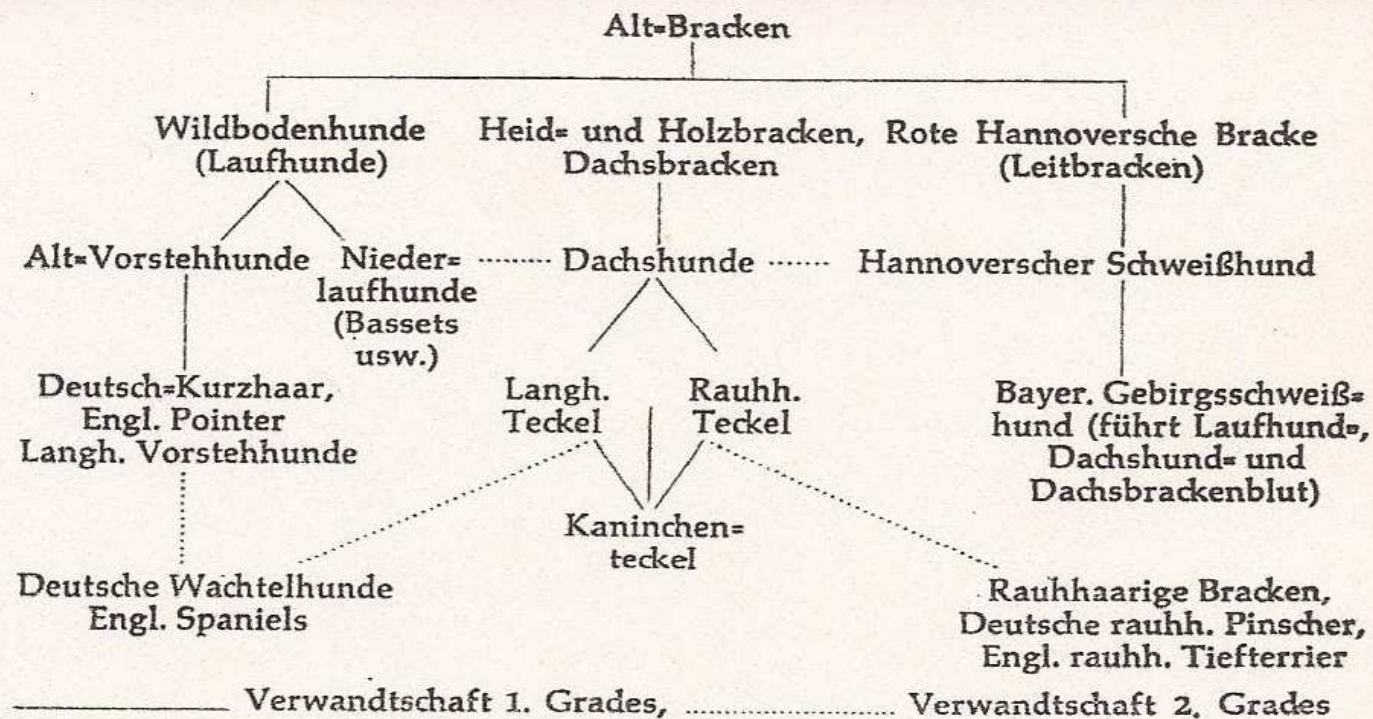 Alt=Bracken
Wildbodenhunde
(Laufhunde)
Heid= und Holzbracken,
Dachsbracken
Rote Hannoversche Bracke
(Leitbracken)
Alt=Vorstehhunde
Nieder=
laufhunde
(Bassets
usw.)
Dachshunde
Hannoverscher Schweißhund
Deutsch=Kurzhaar,
Engl. Pointer
Langh. Vorstehhunde
Langh.
Teckel
Rauhh.
Teckel
Bayer. Gebirgsschweiß=
hund (führt Laufhund=,
Dachshund= und
Dachsbrackenblut)
Kaninchen=
teckel
Deutsche Wachtelhunde
Engl. Spaniels
Rauhhaarige Bracken,
Deutsche rauhh. Pinscher,
Engl. rauhh. Tiefterrier
Verwandtschaft 1. Grades, Verwandtschaft 2. Grades